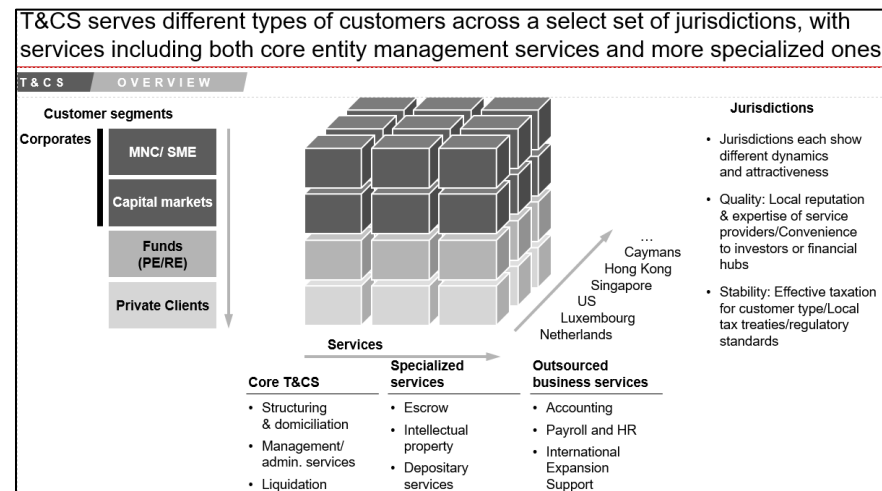 T&CS serves different types of customers across a select set of jurisdictions, with
services including both core entity management services and more specialized ones
T&CS
OVERVIEW
Customer segments
Corporates
MNC/ SME
Capital markets
Funds
(PE/RE)
Private Clients
Services
…
Caymans
Hong Kong
Singapore
US
Luxembourg
Netherlands
Jurisdictions
• Jurisdictions each show
different dynamics
and attractiveness
• Quality: Local reputation
& expertise of service
providers/Convenience
to investors or financial
hubs
• Stability: Effective taxation
for customer type/Local
tax treaties/regulatory
standards
Core T&CS
• Structuring
& domiciliation
• Management/
admin. services
• Liquidation
Specialized
services
• Escrow
• Intellectual
property
• Depositary
services
Outsourced
business services
• Accounting
• Payroll and HR
• International
Expansion
Support